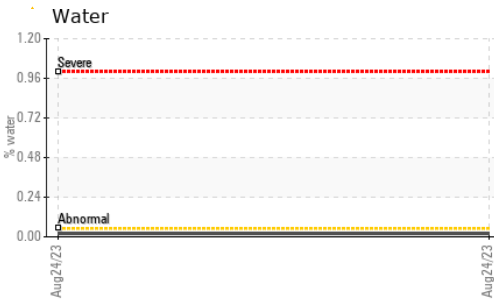 Water
1.20
Severe
0.96
0.72
% water
0.48
0.24
Abnormal
0.00
Aug24/23
Aug24/23